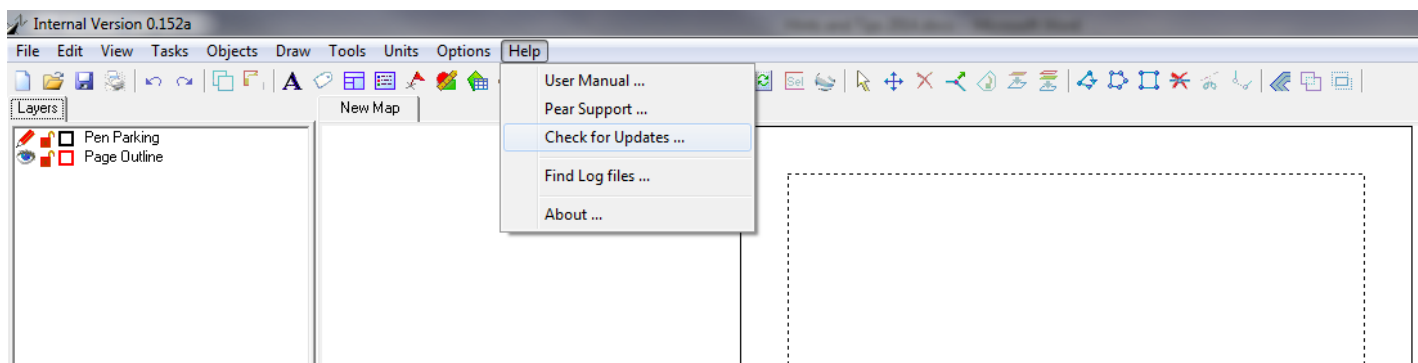 Internal Version 0.152a
File Edit View Tasks Objects Draw Tools Units Options Help
A
Sel
Layers
New Map
User Manual ...
Pear Support ...
Check for Updates ...
Find Log files ...
About ...
Pen Parking
Page Outline